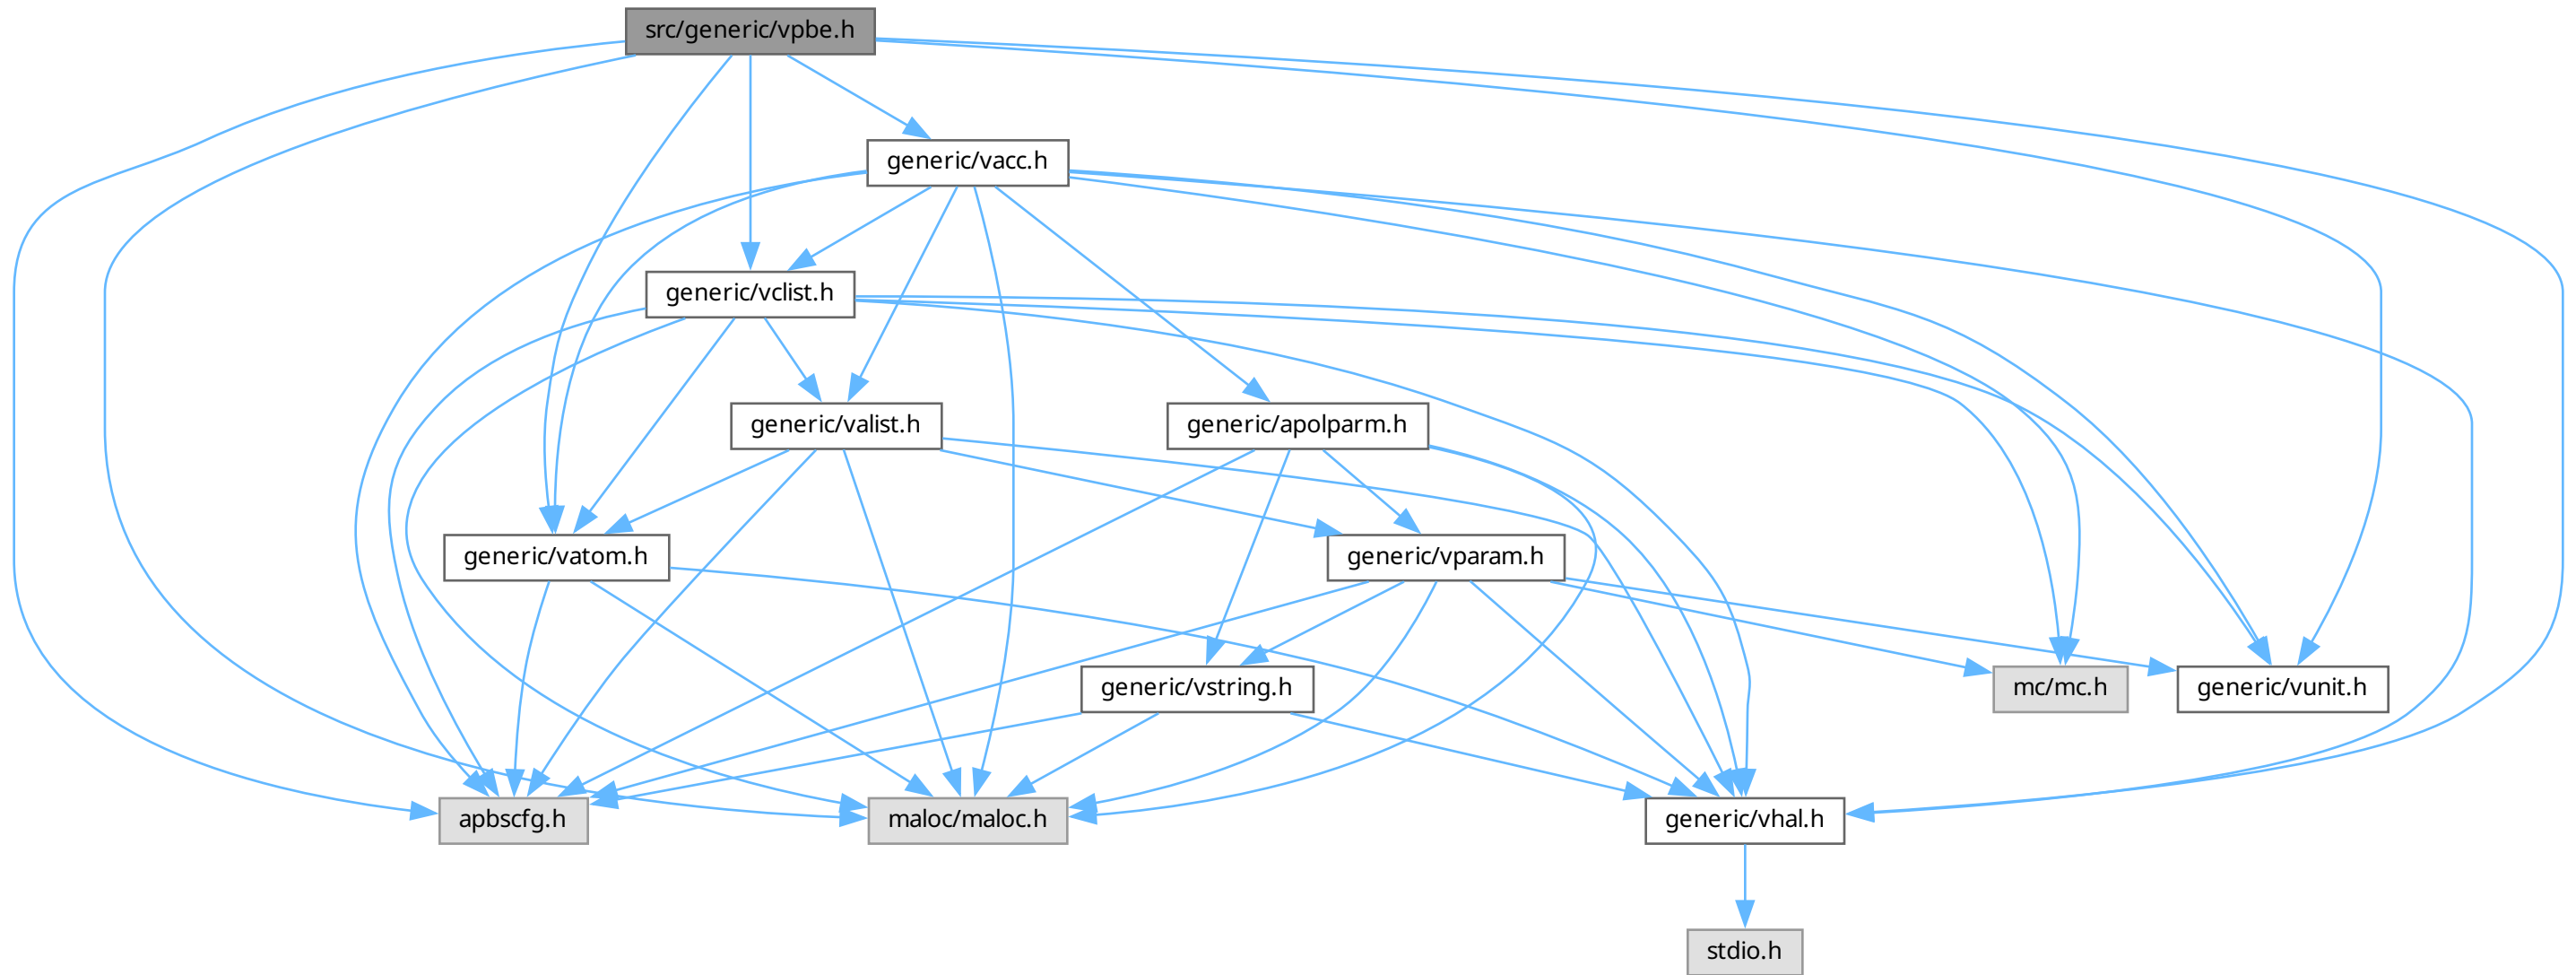 src/generic/vpbe.h
generic/vacc.h
generic/vclist.h
generic/valist.h
generic/apolparm.h
generic/vatom.h
generic/vparam.h
generic/vstring.h
mc/mc.h
generic/vunit.h
apbscfg.h
maloc/maloc.h
generic/vhal.h
stdio.h